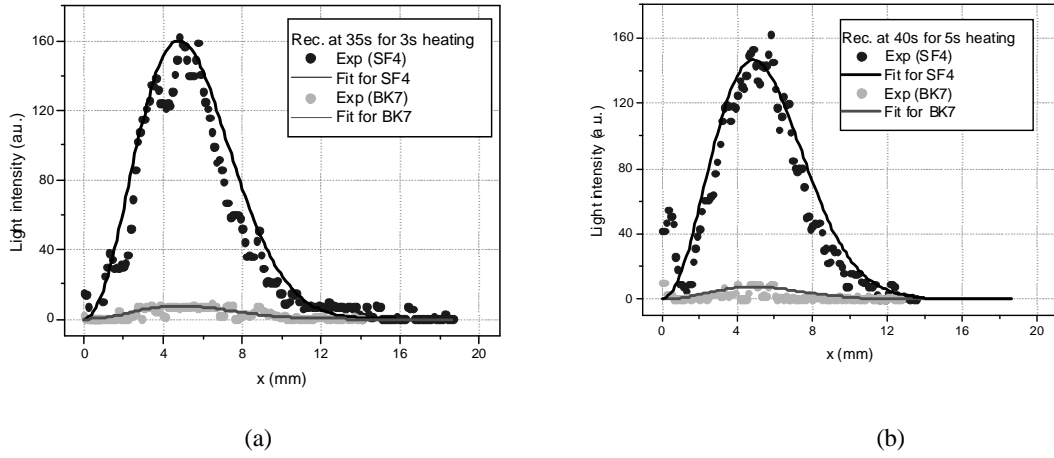 160
120
80
40
0
Light intensity (au.)
Rec. at 35s for 3s heating
Exp (SF4)
Fit for SF4
Exp (BK7)
Fit for BK7
0 4 8 12 16 20
x (mm)
(a)
160
120
80
40
0
Light intensity (a u.)
Rec. at 40s for 5s heating
Exp (SF4)
Fit for SF4
Exp (BK7)
Fit for BK7
0 4 8 12 16 20
x (mm)
(b)